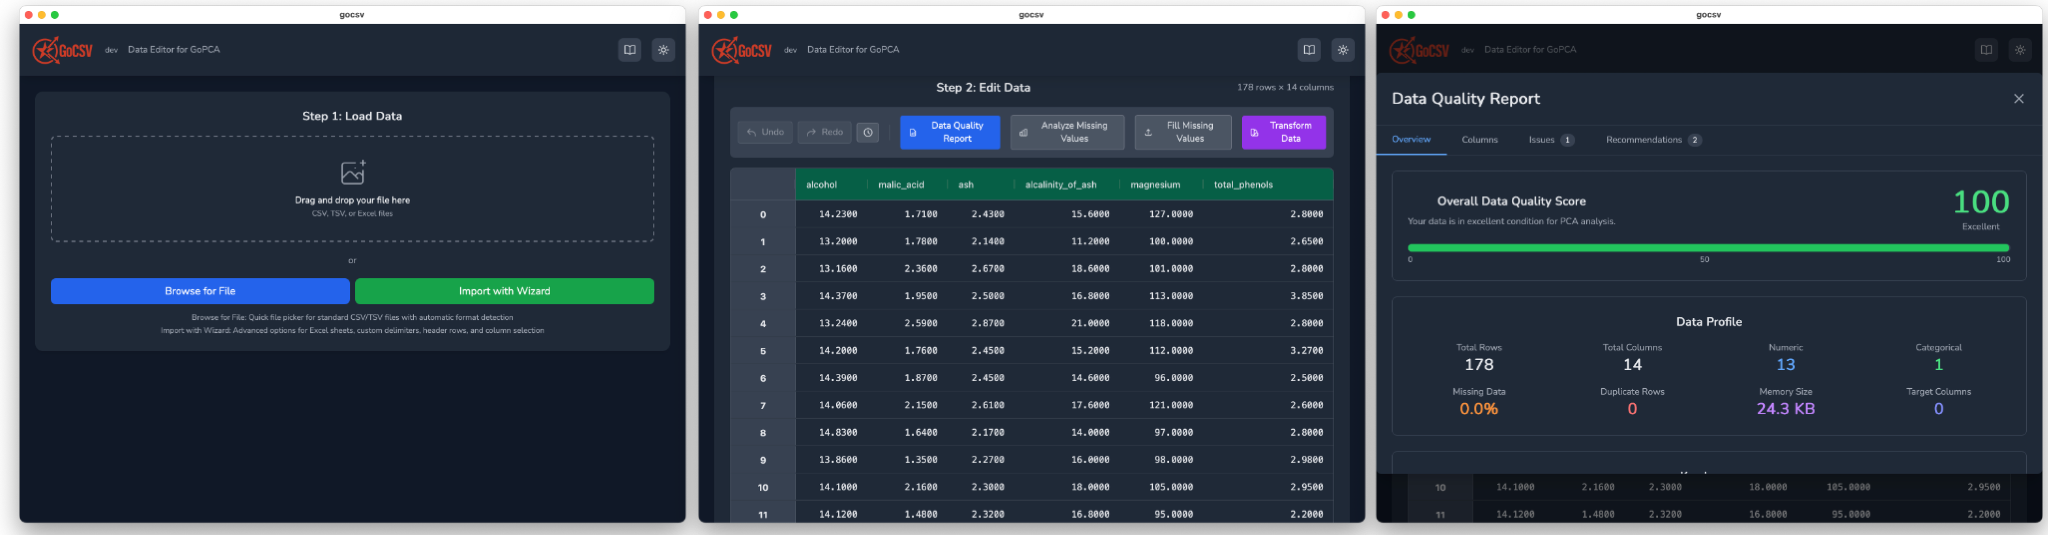 gocsv
GoCSV dev Data Editor for GoPCA
Step 1: Load Data
Drag and drop your file here
CSV, TSV, or Excel files
or
Browse for File Import with Wizard
Browse for File: Quick file picker for standard CSV/TSV files with automatic format detection
Import with Wizard: Advanced options for Excel sheets, custom delimiters, header rows, and column selection
gocsv
GoCSV dev Data Editor for GoPCA
Step 2: Edit Data 178 rows × 14 columns
Undo Redo Data Quality Report Analyze Missing Values Fill Missing Values Transform Data
alcohol malic_acid ash alcalinity_of_ash magnesium total_phenols
0 14.2300 1.7100 2.4300 15.6000 127.0000 2.8000
1 13.2000 1.7800 2.1400 11.2000 100.0000 2.6500
2 13.1600 2.3600 2.6700 18.6000 101.0000 2.8000
3 14.3700 1.9500 2.5000 16.8000 113.0000 3.8500
4 13.2400 2.5900 2.8700 21.0000 118.0000 2.8000
5 14.2000 1.7600 2.4500 15.2000 112.0000 3.2700
6 14.3900 1.8700 2.4500 14.6000 96.0000 2.5000
7 14.0600 2.1500 2.6100 17.6000 121.0000 2.6000
8 14.8300 1.6400 2.1700 14.0000 97.0000 2.8000
9 13.8600 1.3500 2.2700 16.0000 98.0000 2.9800
10 14.1000 2.1600 2.3000 18.0000 105.0000 2.9500
11 14.1200 1.4800 2.3200 16.8000 95.0000 2.2000
gocsv
GoCSV dev Data Editor for GoPCA
Data Quality Report
Overview Columns Issues 1 Recommendations 2
Overall Data Quality Score 100
Your data is in excellent condition for PCA analysis. Excellent
0 50 100
Data Profile
Total Rows Total Columns Numeric Categorical
178 14 13 1
Missing Data Duplicate Rows Memory Size Target Columns
0.0% 0 24.3 KB 0
10 14.1000 2.1600 2.3000 18.0000 105.0000 2.9500
11 14.1200 1.4800 2.3200 16.8000 95.0000 2.2000